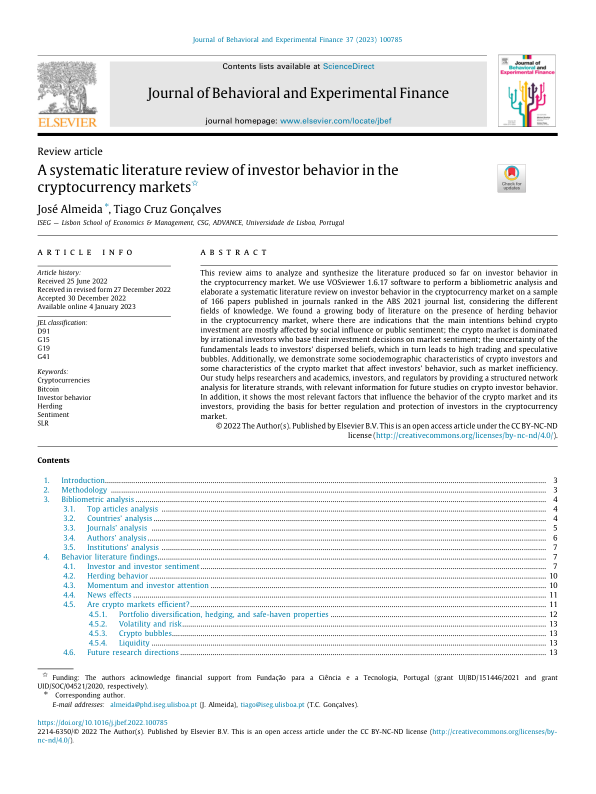 Journal of Behavioral and Experimental Finance 37 (2023) 100785
Contents lists available at ScienceDirect
Journal of Behavioral and Experimental Finance
journal homepage: www.elsevier.com/locate/jbef
ELSEVIER
Journal of
Behavioral and
Experimental Finance
Review article
A systematic literature review of investor behavior in the
cryptocurrency markets☆
Check for
updates
José Almeida *, Tiago Cruz Gonçalves
ISEG — Lisbon School of Economics & Management, CSG, ADVANCE, Universidade de Lisboa, Portugal
ARTICLE INFO
Article history:
Received 25 June 2022
Received in revised form 27 December 2022
Accepted 30 December 2022
Available online 4 January 2023
JEL classification:
D91
G15
G19
G41
Keywords:
Cryptocurrencies
Bitcoin
Investor behavior
Herding
Sentiment
SLR
ABSTRACT
This review aims to analyze and synthesize the literature produced so far on investor behavior in
the cryptocurrency market. We use VOSviewer 1.6.17 software to perform a bibliometric analysis and
elaborate a systematic literature review on investor behavior in the cryptocurrency market on a sample
of 166 papers published in journals ranked in the ABS 2021 journal list, considering the different
fields of knowledge. We found a growing body of literature on the presence of herding behavior
in the cryptocurrency market, where there are indications that the main intentions behind crypto
investment are mostly affected by social influence or public sentiment; the crypto market is dominated
by irrational investors who base their investment decisions on market sentiment; the uncertainty of the
fundamentals leads to investors' dispersed beliefs, which in turn leads to high trading and speculative
bubbles. Additionally, we demonstrate some sociodemographic characteristics of crypto investors and
some characteristics of the crypto market that affect investors' behavior, such as market inefficiency.
Our study helps researchers and academics, investors, and regulators by providing a structured network
analysis for literature strands, with relevant information for future studies on crypto investor behavior.
In addition, it shows the most relevant factors that influence the behavior of the crypto market and its
investors, providing the basis for better regulation and protection of investors in the cryptocurrency
market.
© 2022 The Author(s). Published by Elsevier B.V. This is an open access article under the CC BY-NC-ND
license (http://creativecommons.org/licenses/by-nc-nd/4.0/).
Contents
1. Introduction 3
2. Methodology 3
3. Bibliometric analysis 4
3.1. Top articles analysis 4
3.2. Countries' analysis 4
3.3. Journals' analysis 5
3.4. Authors' analysis 6
3.5. Institutions' analysis 7
4. Behavior literature findings 7
4.1. Investor and investor sentiment 7
4.2. Herding behavior 10
4.3. Momentum and investor attention 10
4.4. News effects 11
4.5. Are crypto markets efficient? 11
4.5.1. Portfolio diversification, hedging, and safe-haven properties 12
4.5.2. Volatility and risk 13
4.5.3. Crypto bubbles 13
4.5.4. Liquidity 13
4.6. Future research directions 13
☆ Funding: The authors acknowledge financial support from Fundação para a Ciência e a Tecnologia, Portugal (grant UI/BD/151446/2021 and grant
UID/SOC/04521/2020, respectively).
* Corresponding author.
E-mail addresses: almeida@phd.iseg.ulisboa.pt (J. Almeida), tiago@iseg.ulisboa.pt (T.C. Gonçalves).
https://doi.org/10.1016/j.jbef.2022.100785
2214-6350/© 2022 The Author(s). Published by Elsevier B.V. This is an open access article under the CC BY-NC-ND license (http://creativecommons.org/licenses/by-
nc-nd/4.0/).